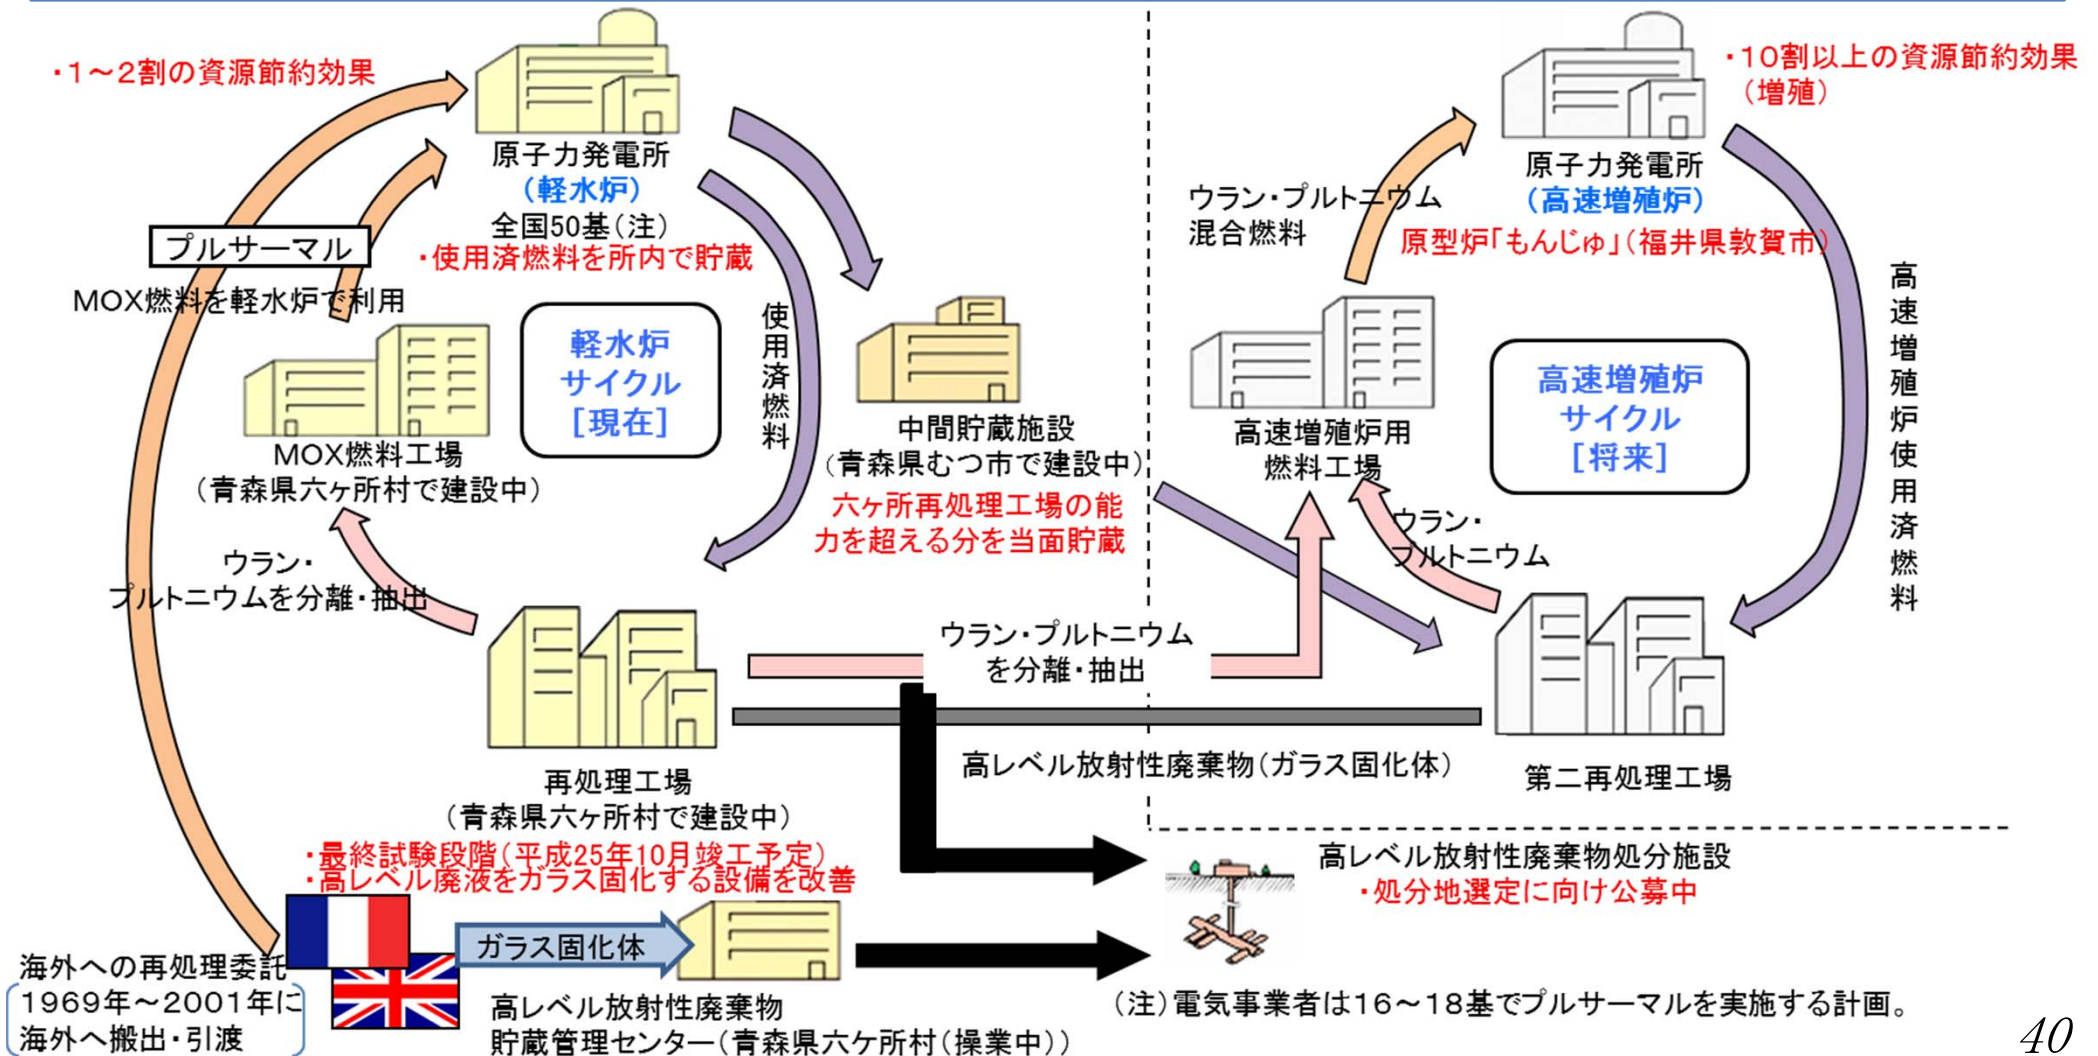 ・1～2割の資源節約効果
原子力発電所
（軽水炉）
全国50基（注）
・使用済燃料を所内で貯蔵
プルサーマル
MOX燃料を軽水炉で利用
軽水炉
サイクル
［現在］
使用済燃料
MOX燃料工場
（青森県六ヶ所村で建設中）
中間貯蔵施設
（青森県むつ市で建設中）
六ヶ所再処理工場の能
力を超える分を当面貯蔵
ウラン・
プルトニウムを分離・抽出
再処理工場
（青森県六ヶ所村で建設中）
・最終試験段階（平成25年10月竣工予定）
・高レベル廃液をガラス固化する設備を改善
ガラス固化体
海外への再処理委託
1969年～2001年に
海外へ搬出・引渡
高レベル放射性廃棄物
貯蔵管理センター（青森県六ケ所村（操業中））
・10割以上の資源節約効果
（増殖）
原子力発電所
（高速増殖炉）
原型炉「もんじゅ」（福井県敦賀市）
ウラン・プルトニウム
混合燃料
高速増殖炉
サイクル
［将来］
高速増殖炉使用済燃料
高速増殖炉用
燃料工場
ウラン・
プルトニウム
ウラン・プルトニウム
を分離・抽出
高レベル放射性廃棄物（ガラス固化体）
第二再処理工場
高レベル放射性廃棄物処分施設
・処分地選定に向け公募中
（注）電気事業者は16～18基でプルサーマルを実施する計画。
40